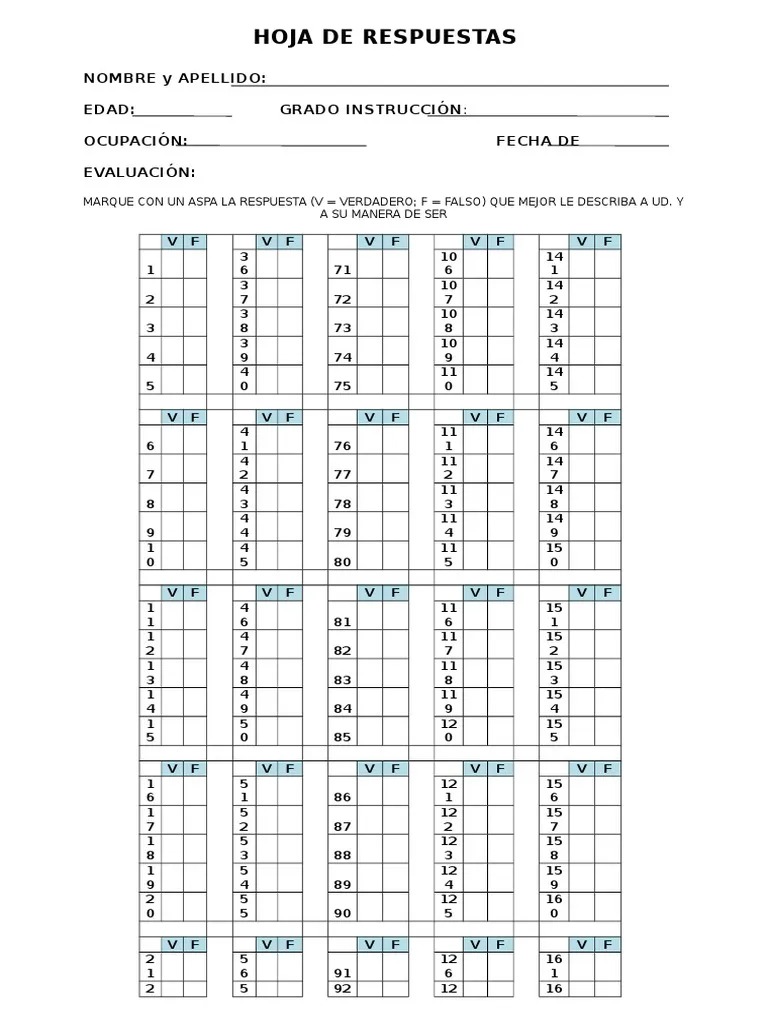 HOJA DE RESPUESTAS
NOMBRE y APELLIDO:
EDAD: GRADO INSTRUCCIÓN:
OCUPACIÓN: FECHA DE
EVALUACIÓN:
MARQUE CON UN ASPA LA RESPUESTA (V = VERDADERO; F = FALSO) QUE MEJOR LE DESCRIBA A UD. Y
A SU MANERA DE SER
V F V F V F V F V F
1 36 71 106 141
2 37 72 107 142
3 38 73 108 143
4 39 74 109 144
5 40 75 110 145
V F V F V F V F V F
6 41 76 111 146
7 42 77 112 147
8 43 78 113 148
9 44 79 114 149
10 45 80 115 150
V F V F V F V F V F
11 46 81 116 151
12 47 82 117 152
13 48 83 118 153
14 49 84 119 154
15 50 85 120 155
V F V F V F V F V F
16 51 86 121 156
17 52 87 122 157
18 53 88 123 158
19 54 89 124 159
20 55 90 125 160
V F V F V F V F V F
21 56 91 126 161
2 5 92 12 16